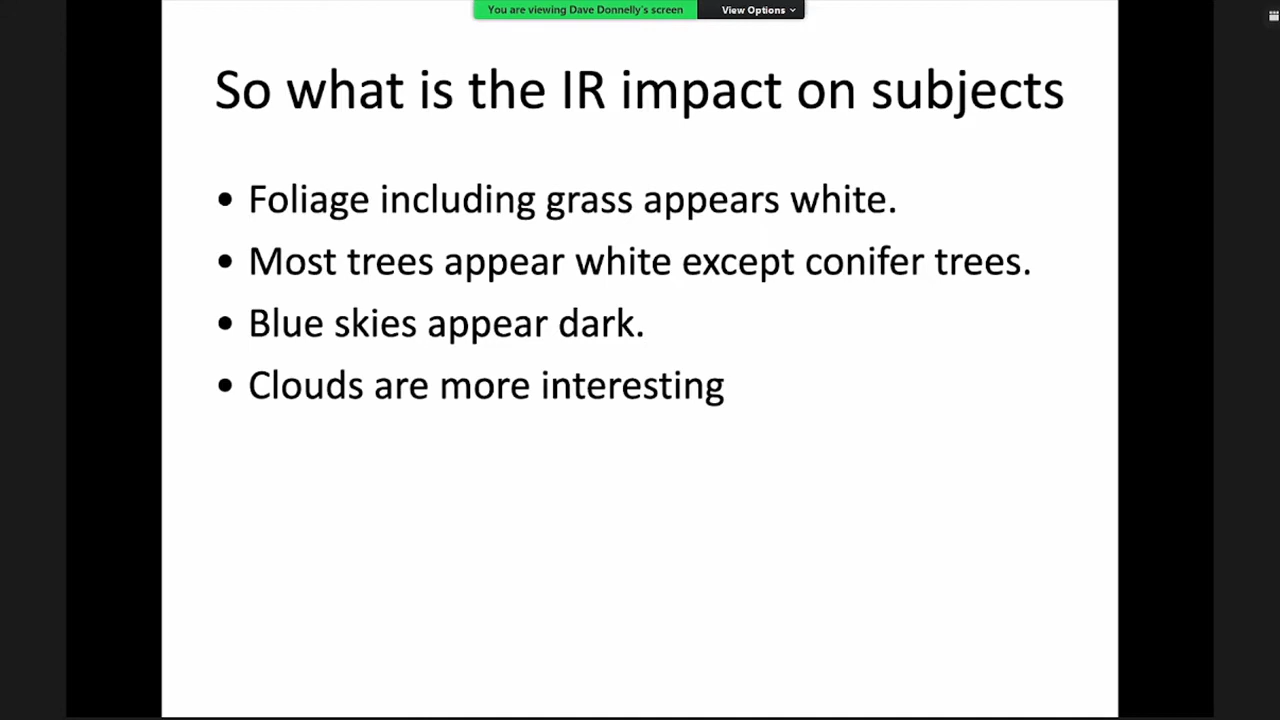 You are viewing Dave Donnelly's screen
View Options
So what is the IR impact on subjects
• Foliage including grass appears white.
• Most trees appear white except conifer trees.
• Blue skies appear dark.
• Clouds are more interesting